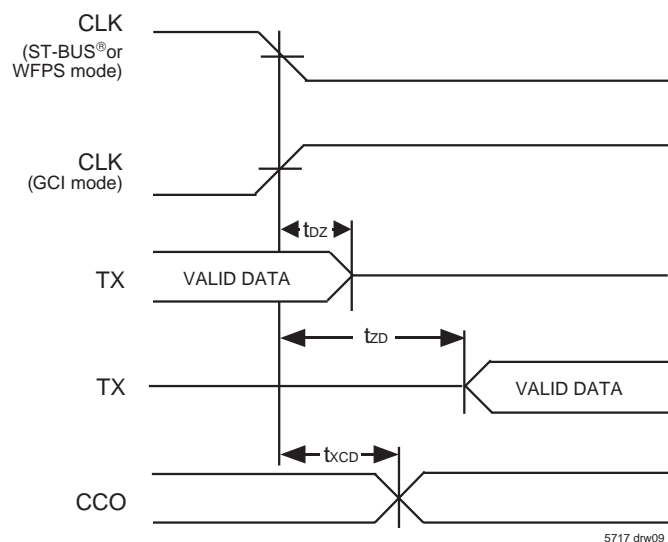 CLK
(ST-BUS®or
WFPS mode)
CLK
(GCI mode)
tDZ
TX
VALID DATA
tZD
TX
VALID DATA
tXCD
CCO
5717 drw09